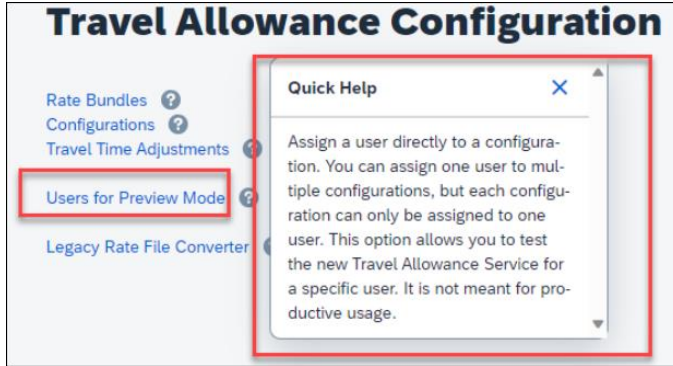 Travel Allowance Configuration
Rate Bundles
Configurations
Travel Time Adjustments
Users for Preview Mode
Legacy Rate File Converter
Quick Help
Assign a user directly to a configura-
tion. You can assign one user to mul-
tiple configurations, but each configu-
ration can only be assigned to one
user. This option allows you to test
the new Travel Allowance Service for
a specific user. It is not meant for pro-
ductive usage.